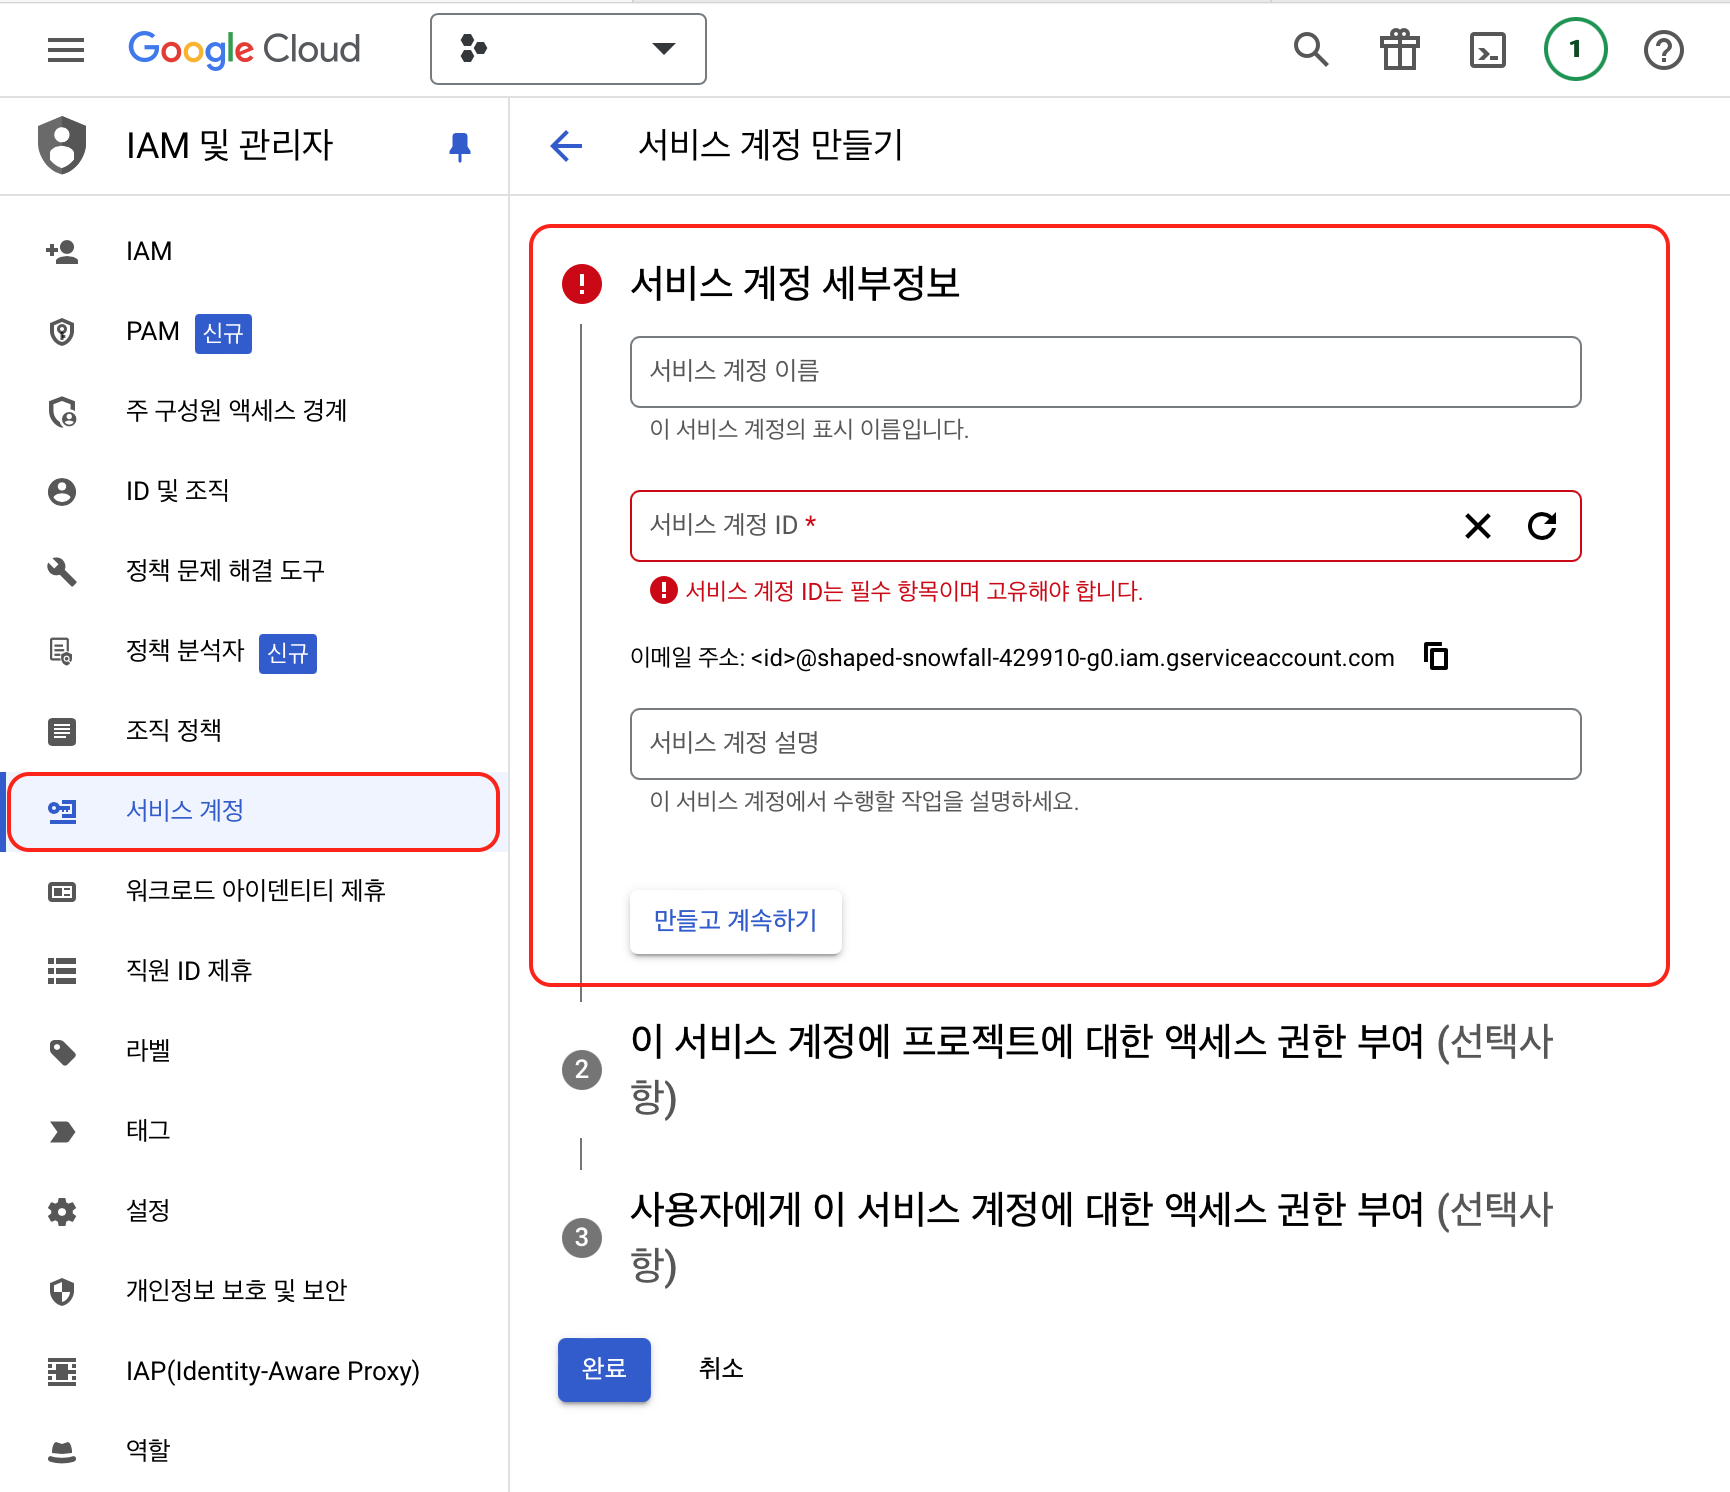 Google Cloud
1
IAM 및 관리자
서비스 계정 만들기
IAM
PAM 신규
주 구성원 액세스 경계
ID 및 조직
정책 문제 해결 도구
정책 분석자 신규
조직 정책
서비스 계정
워크로드 아이덴티티 제휴
직원 ID 제휴
라벨
태그
설정
개인정보 보호 및 보안
IAP(Identity-Aware Proxy)
역할
서비스 계정 세부정보
서비스 계정 이름
이 서비스 계정의 표시 이름입니다.
서비스 계정 ID *
서비스 계정 ID는 필수 항목이며 고유해야 합니다.
이메일 주소: <id>@shaped-snowfall-429910-g0.iam.gserviceaccount.com
서비스 계정 설명
이 서비스 계정에서 수행할 작업을 설명하세요.
만들고 계속하기
2 이 서비스 계정에 프로젝트에 대한 액세스 권한 부여 (선택사
항)
3 사용자에게 이 서비스 계정에 대한 액세스 권한 부여 (선택사
항)
완료 취소